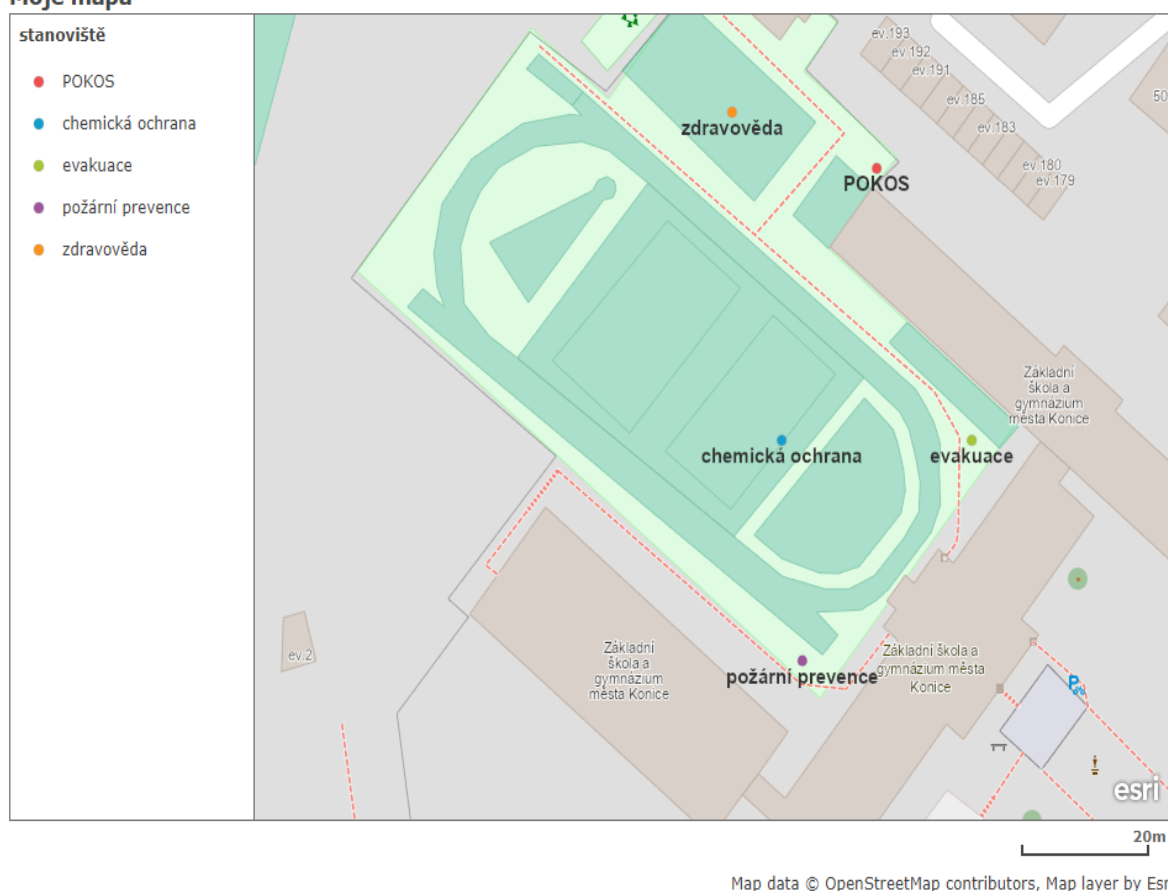 Moje mapa
stanoviště
POKOS
chemická ochrana
evakuace
požární prevence
zdravověda
ev.193
ev.192
ev.191
ev.185
ev.183
ev.180
ev.179
50
zdravověda
POKOS
Základní
škola a
gymnázium
města Konice
chemická ochrana
evakuace
ev.2
Základní
škola a
gymnázium
města Konice
požární prevence
Základní škola a
gymnázium města
Konice
P
esri
20m
Map data © OpenStreetMap contributors, Map layer by Esr